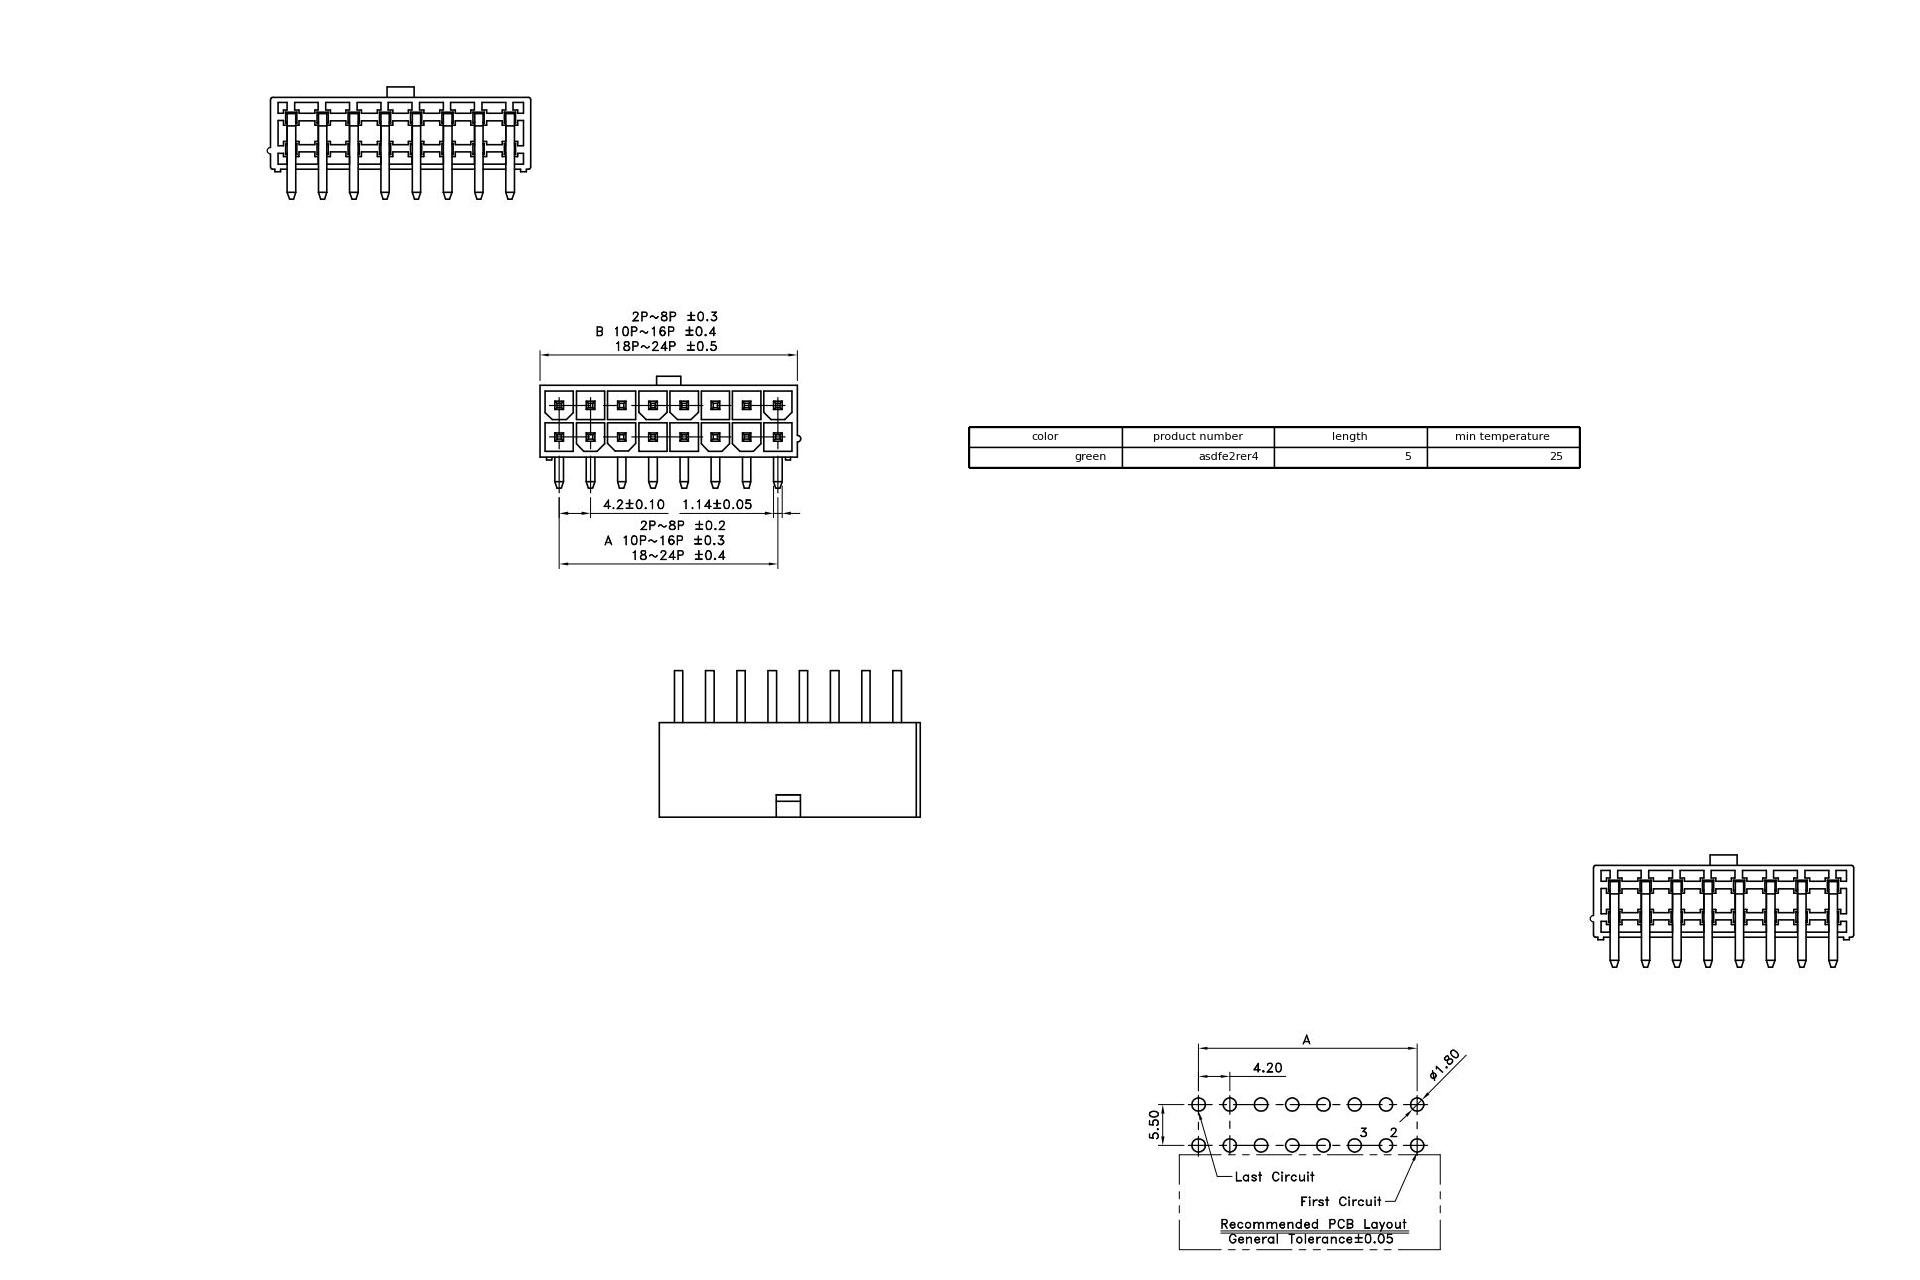 2P~8P ±0.3
B 10P~16P ±0.4
18P~24P ±0.5
color product number length min temperature
green asdfe2rer4 5 25
4.2±0.10 1.14±0.05
2P~8P ±0.2
A 10P~16P ±0.3
18~24P ±0.4
A
4.20
ø1.80
5.50
3 2
Last Circuit
First Circuit
Recommended PCB Layout
General Tolerance±0.05